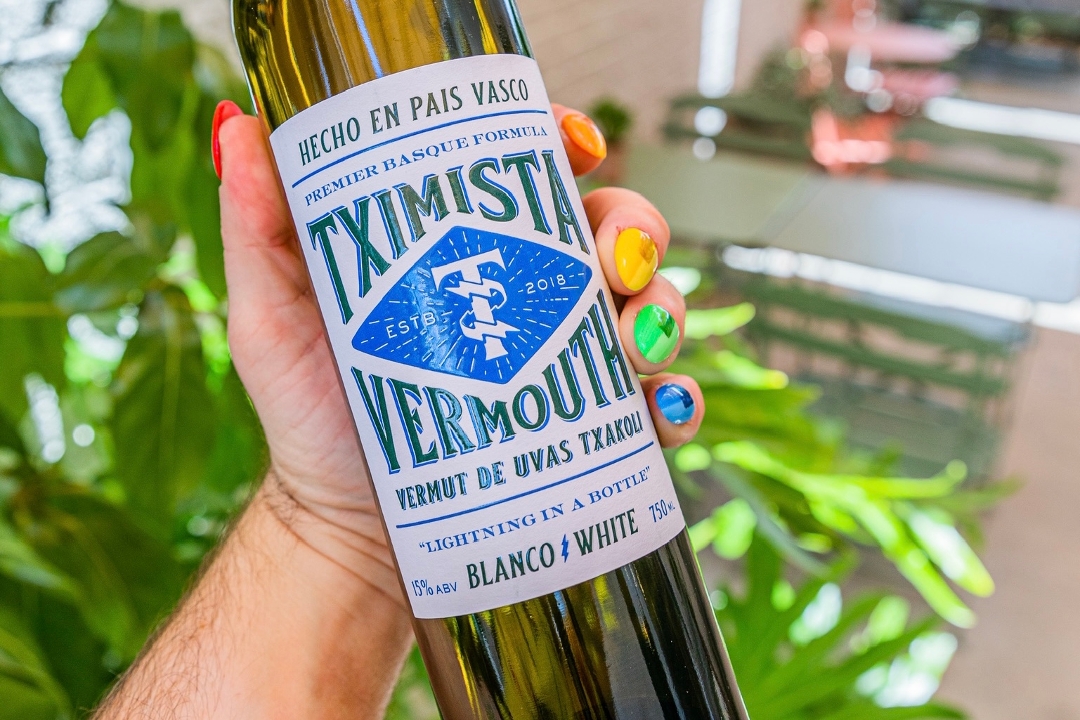 HECHO EN PAIS VASCO
PREMIER BASQUE FORMULA
TXIMISTA
ESTB 2018
VERMOUTH
VERMUT DE UVAS TXAKOLI
"LIGHTNING IN A BOTTLE"
15% ABV BLANCO WHITE 750ML